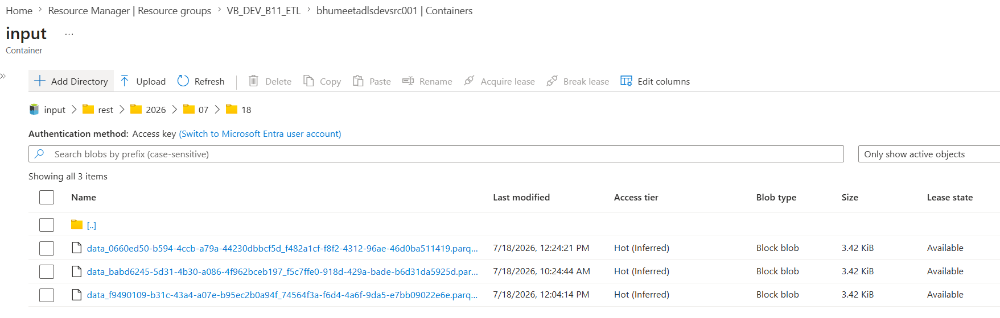 Home > Resource Manager | Resource groups > VB_DEV_B11_ETL > bhumeetadlsdevsrc001 | Containers
input ...
Container
Add Directory Upload Refresh Delete Copy Paste Rename Acquire lease Break lease Edit columns
input > rest > 2026 > 07 > 18
Authentication method: Access key (Switch to Microsoft Entra user account)
Search blobs by prefix (case-sensitive) Only show active objects
Showing all 3 items
Name Last modified Access tier Blob type Size Lease state
[..]
data_0660ed50-b594-4ccb-a79a-44230dbbcf5d_f482a1cf-f8f2-4312-96ae-46d0ba511419.parq... 7/18/2026, 12:24:21 PM Hot (Inferred) Block blob 3.42 KiB Available
data_babd6245-5d31-4b30-a086-4f962bceb197_f5c7ffe0-918d-429a-bade-b6d31da5925d.par... 7/18/2026, 10:24:44 AM Hot (Inferred) Block blob 3.42 KiB Available
data_f9490109-b31c-43a4-a07e-b95ec2b0a94f_74564f3a-f6d4-4a6f-9da5-e7bb09022e6e.parq... 7/18/2026, 12:04:14 PM Hot (Inferred) Block blob 3.42 KiB Available